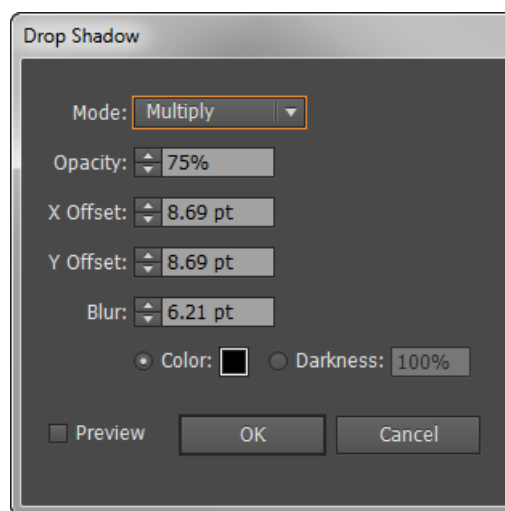 Drop Shadow
Mode: Multiply
Opacity: 75%
X Offset: 8.69 pt
Y Offset: 8.69 pt
Blur: 6.21 pt
Color: Darkness: 100%
Preview OK Cancel